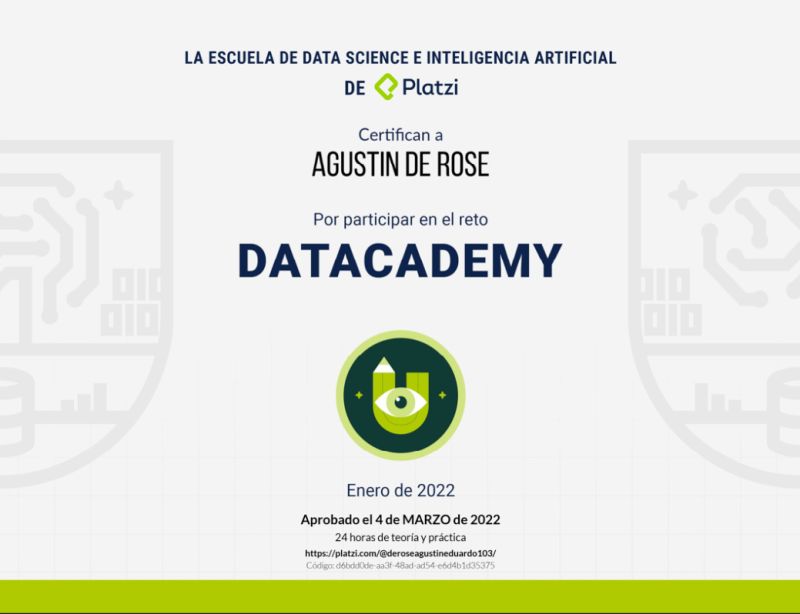 LA ESCUELA DE DATA SCIENCE E INTELIGENCIA ARTIFICIAL
DE Platzi
Certifican a
AGUSTIN DE ROSE
Por participar en el reto
DATACADEMY
Enero de 2022
Aprobado el 4 de MARZO de 2022
24 horas de teoría y práctica
https://platzi.com/@deroseagustineduardo103/
Código: d6bdd0de-aa3f-48ad-ad54-e6d4b1d35375